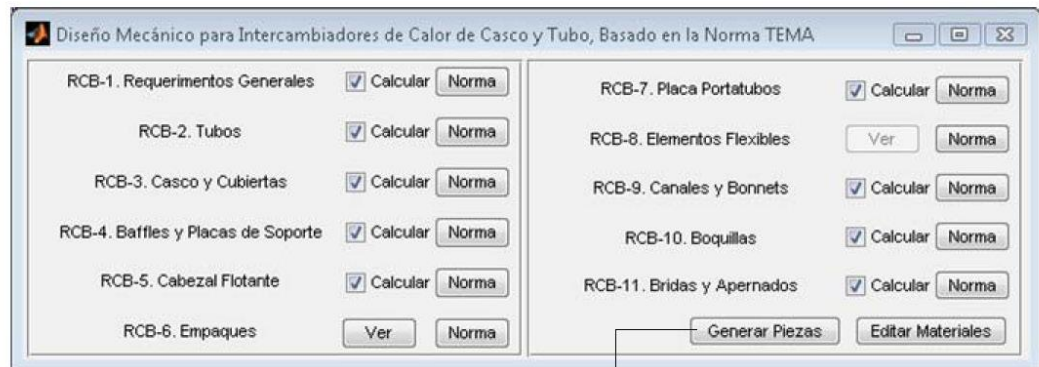 Diseño Mecánico para Intercambiadores de Calor de Casco y Tubo, Basado en la Norma TEMA
RCB-1. Requerimentos Generales Calcular Norma
RCB-2. Tubos Calcular Norma
RCB-3. Casco y Cubiertas Calcular Norma
RCB-4. Baffles y Placas de Soporte Calcular Norma
RCB-5. Cabezal Flotante Calcular Norma
RCB-6. Empaques Ver Norma
RCB-7. Placa Portatubos Calcular Norma
RCB-8. Elementos Flexibles Ver Norma
RCB-9. Canales y Bonnets Calcular Norma
RCB-10. Boquillas Calcular Norma
RCB-11. Bridas y Apernados Calcular Norma
Generar Piezas Editar Materiales